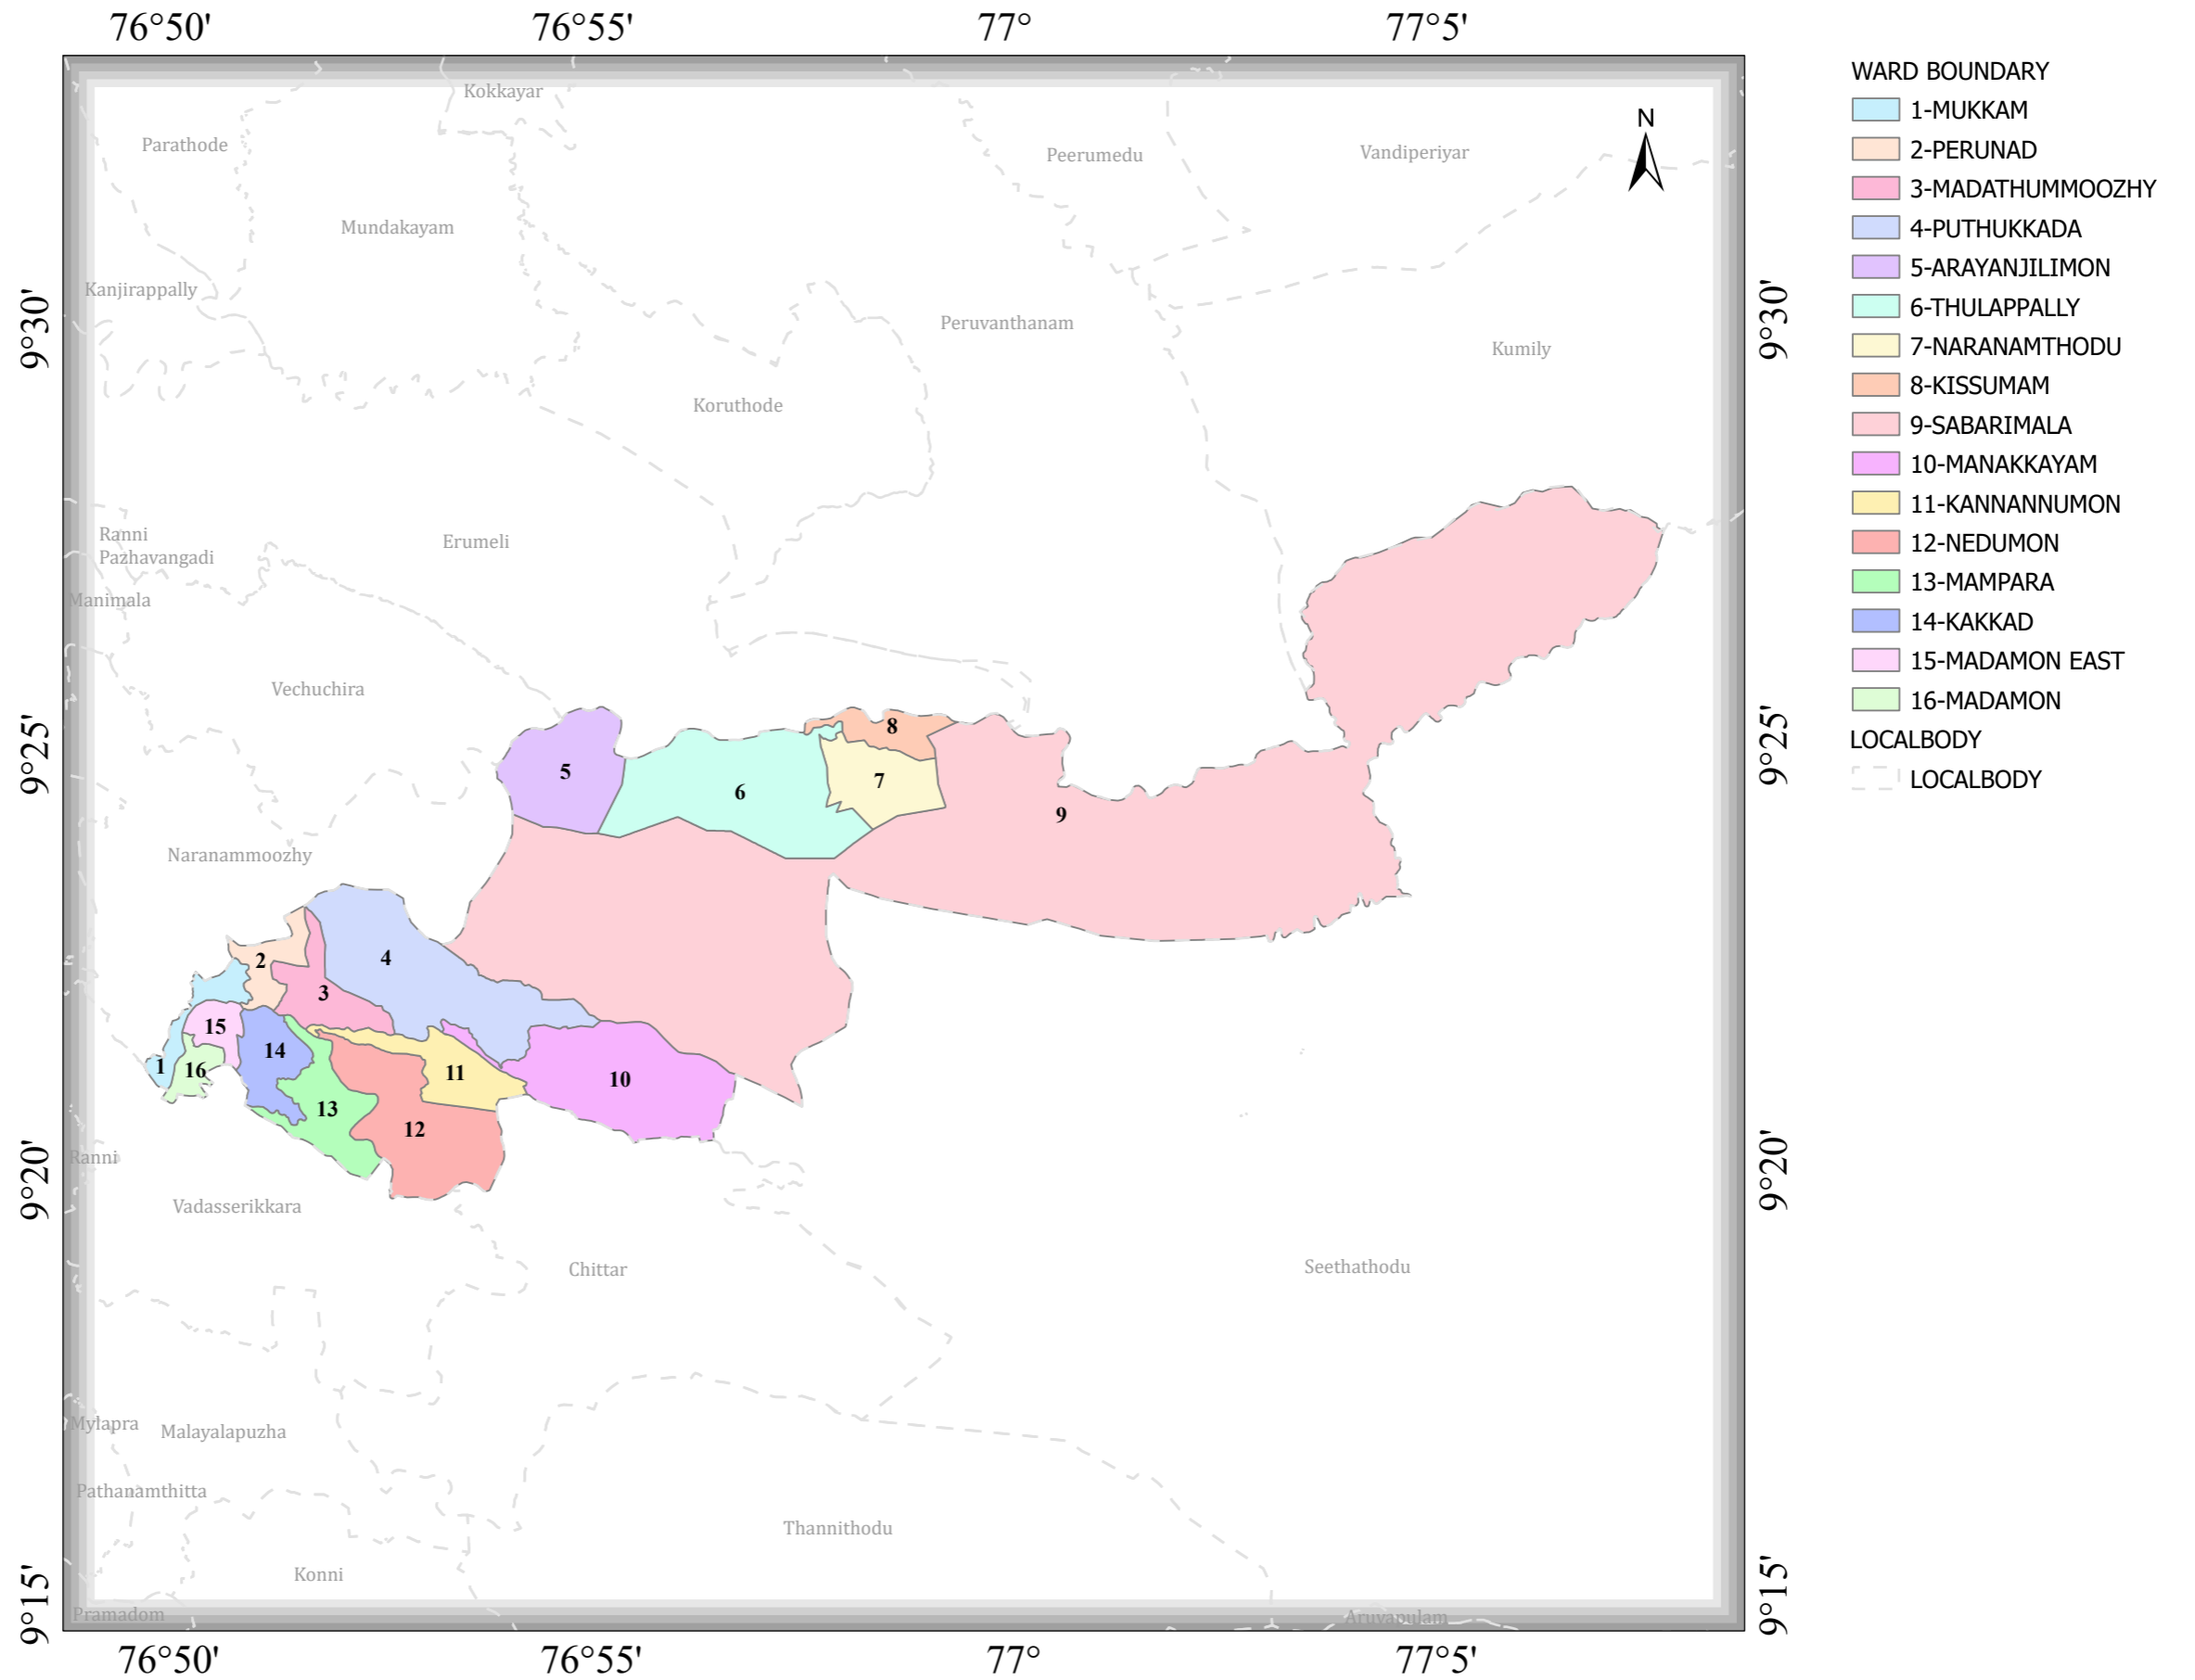 76°50' 76°55' 77° 77°5'
Kokkayar
Parathode
Peerumedu
Vandiperiyar
N
Mundakayam
Kanjirappally
Peruvanthanam
Kumily
9°30' 9°30'
Koruthode
Ranni
Pazhavangadi
Erumeli
Manimala
Vechuchira
9°25' 9°25'
8
5
7
6
9
Naranammoozhy
2
4
3
15
14
1
16
11
10
13
12
9°20' 9°20'
Ranni
Vadasserikkara
Chittar
Seethathodu
Mylapra
Malayalapuzha
Pathanamthitta
Thannithodu
Konni
9°15' 9°15'
Pramadom
Aruvapulam
76°50' 76°55' 77° 77°5'
WARD BOUNDARY
1-MUKKAM
2-PERUNAD
3-MADATHUMMOOZHY
4-PUTHUKKADA
5-ARAYANJILIMON
6-THULAPPALLY
7-NARANAMTHODU
8-KISSUMAM
9-SABARIMALA
10-MANAKKAYAM
11-KANNANNUMON
12-NEDUMON
13-MAMPARA
14-KAKKAD
15-MADAMON EAST
16-MADAMON
LOCALBODY
LOCALBODY